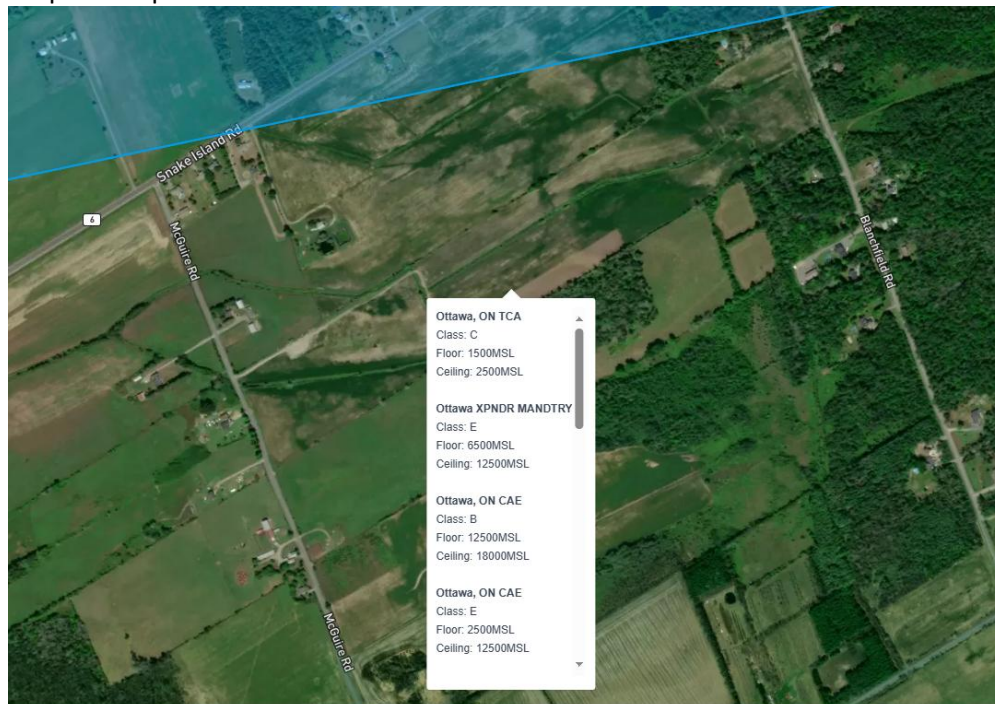 Snake Island Rd
6
McGuire Rd
Blanchfield Rd
Ottawa, ON TCA
Class: C
Floor: 1500MSL
Ceiling: 2500MSL
Ottawa XPNDR MANDTRY
Class: E
Floor: 6500MSL
Ceiling: 12500MSL
Ottawa, ON CAE
Class: B
Floor: 12500MSL
Ceiling: 18000MSL
Ottawa, ON CAE
Class: E
Floor: 2500MSL
Ceiling: 12500MSL
McGuire Rd